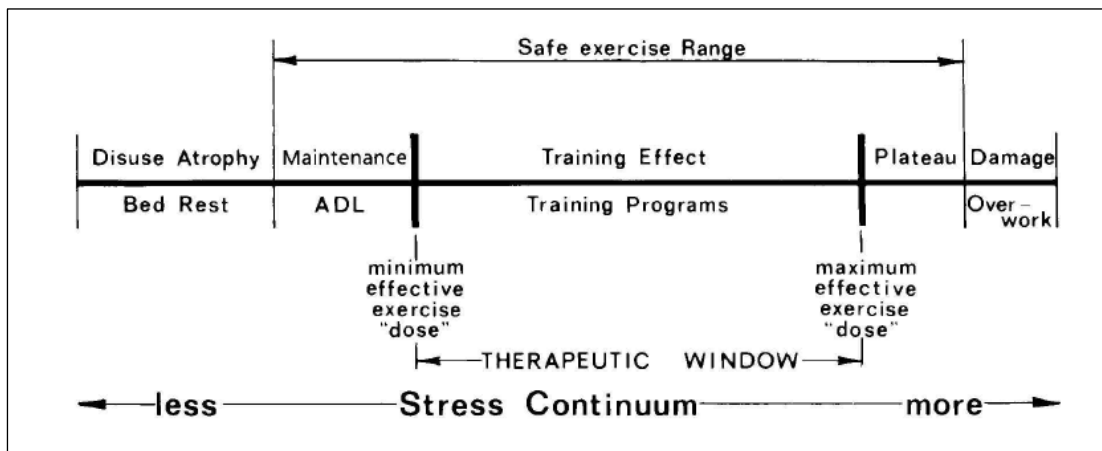 Safe exercise Range
Disuse Atrophy Maintenance Training Effect Plateau Damage
Bed Rest ADL Training Programs Over-
work
minimum
effective
exercise
"dose"
maximum
effective
exercise
"dose"
THERAPEUTIC WINDOW
less Stress Continuum more